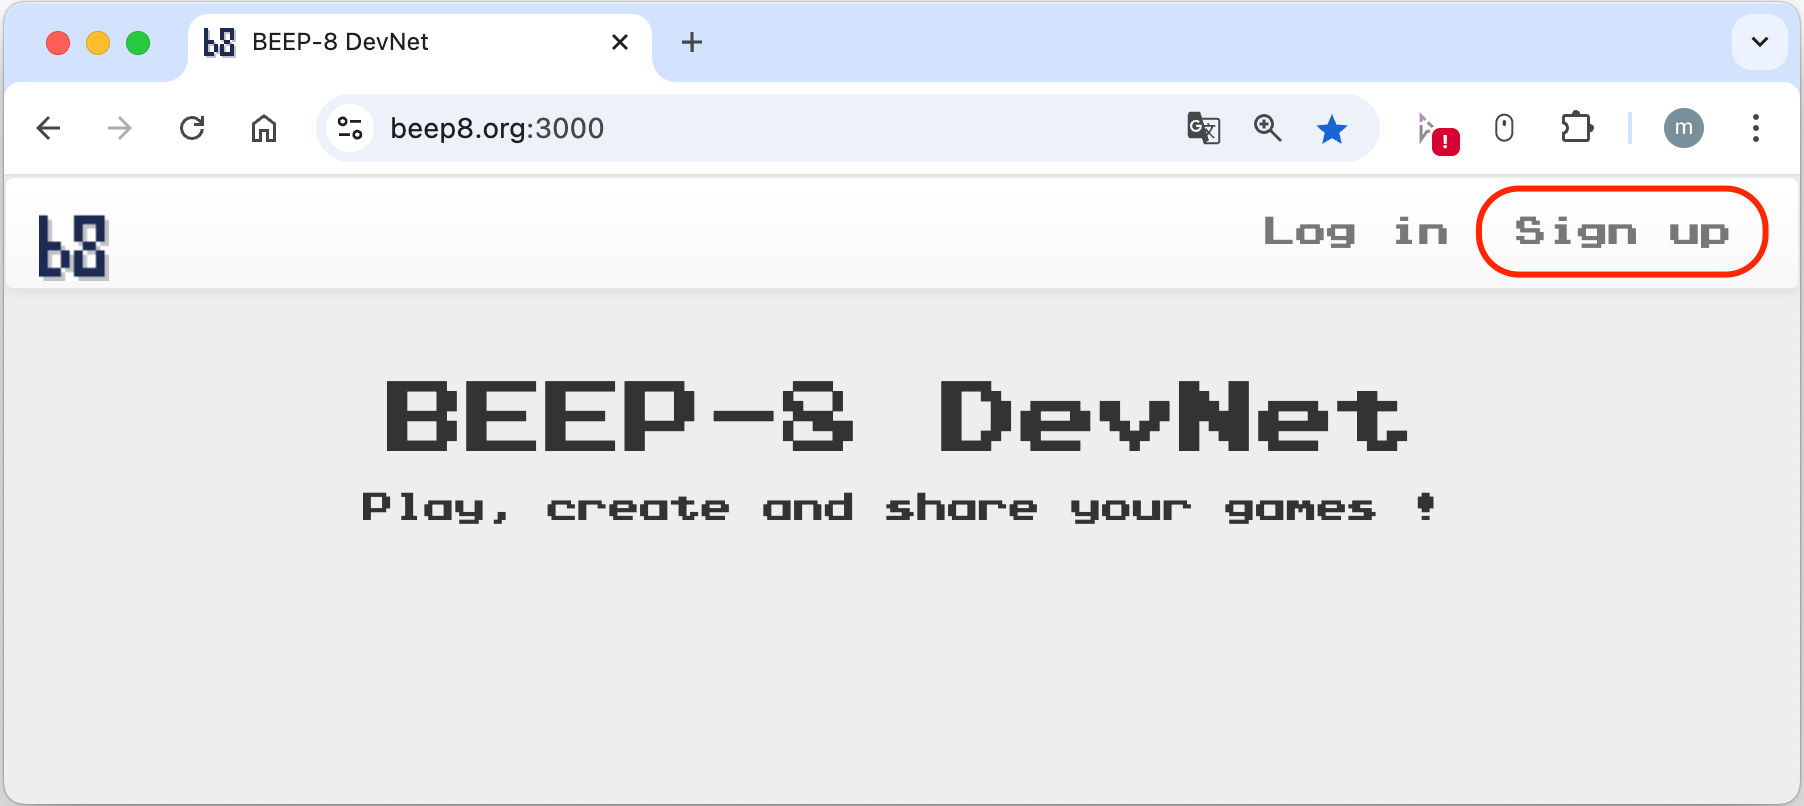 b8 BEEP-8 DevNet
beep8.org:3000
G 文
!
m
b8
Log in Sign up
BEEP-8 DevNet
Play, create and share your games !